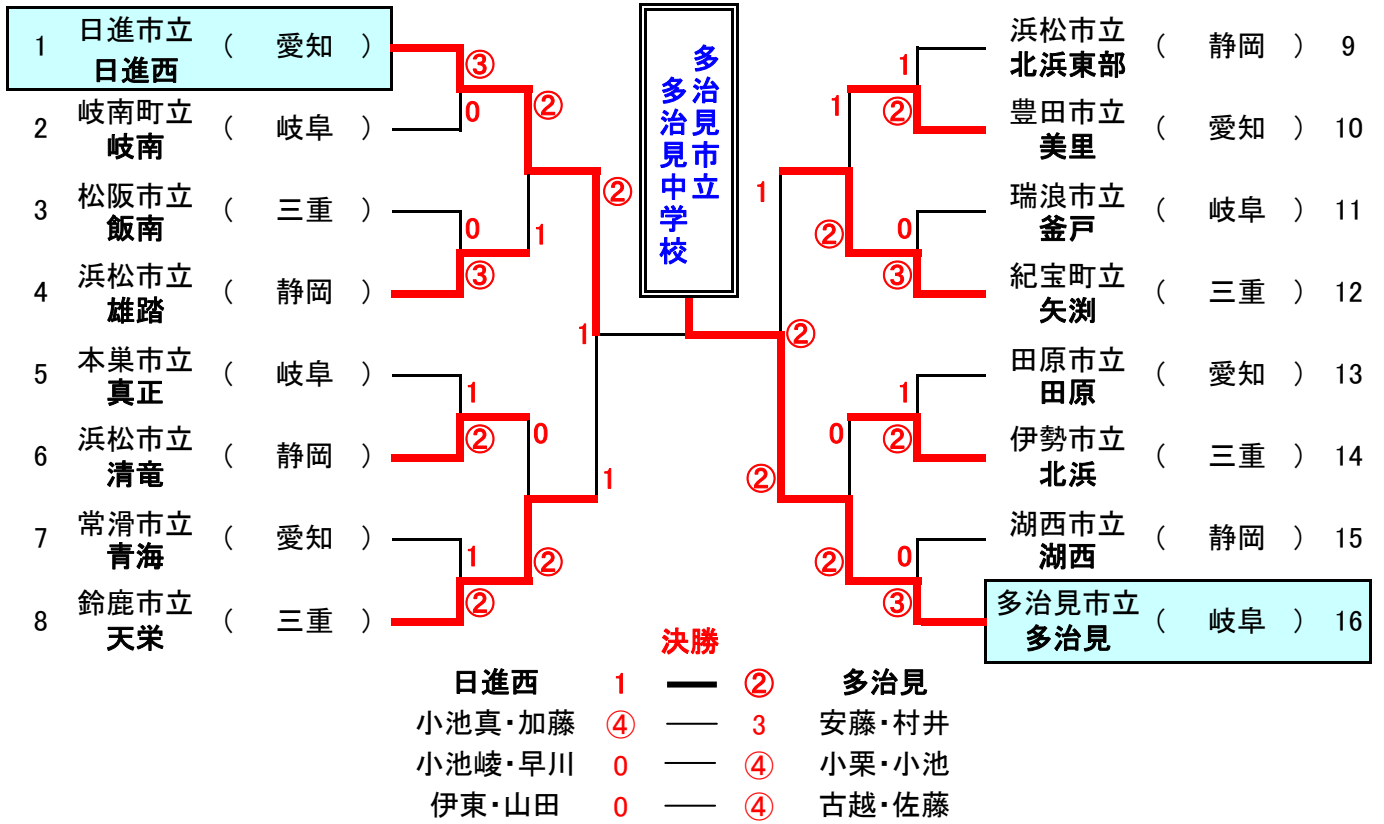 1 日進市立 日進西 ( 愛知 )
2 岐南町立 岐南 ( 岐阜 )
3 松阪市立 飯南 ( 三重 )
4 浜松市立 雄踏 ( 静岡 )
5 本巣市立 真正 ( 岐阜 )
6 浜松市立 清竜 ( 静岡 )
7 常滑市立 青海 ( 愛知 )
8 鈴鹿市立 天栄 ( 三重 )
③
0
0
③
1
②
1
②
②
1
0
②
②
1
1
多治見市立
多治見中学校
②
1
②
1
②
0
②
1
②
0
③
1
②
0
③
浜松市立 北浜東部 ( 静岡 ) 9
豊田市立 美里 ( 愛知 ) 10
瑞浪市立 釜戸 ( 岐阜 ) 11
紀宝町立 矢渕 ( 三重 ) 12
田原市立 田原 ( 愛知 ) 13
伊勢市立 北浜 ( 三重 ) 14
湖西市立 湖西 ( 静岡 ) 15
多治見市立 多治見 ( 岐阜 ) 16
決勝
日進西 1 ― ② 多治見
小池真・加藤 ④ ― 3 安藤・村井
小池崚・早川 0 ― ④ 小栗・小池
伊東・山田 0 ― ④ 古越・佐藤